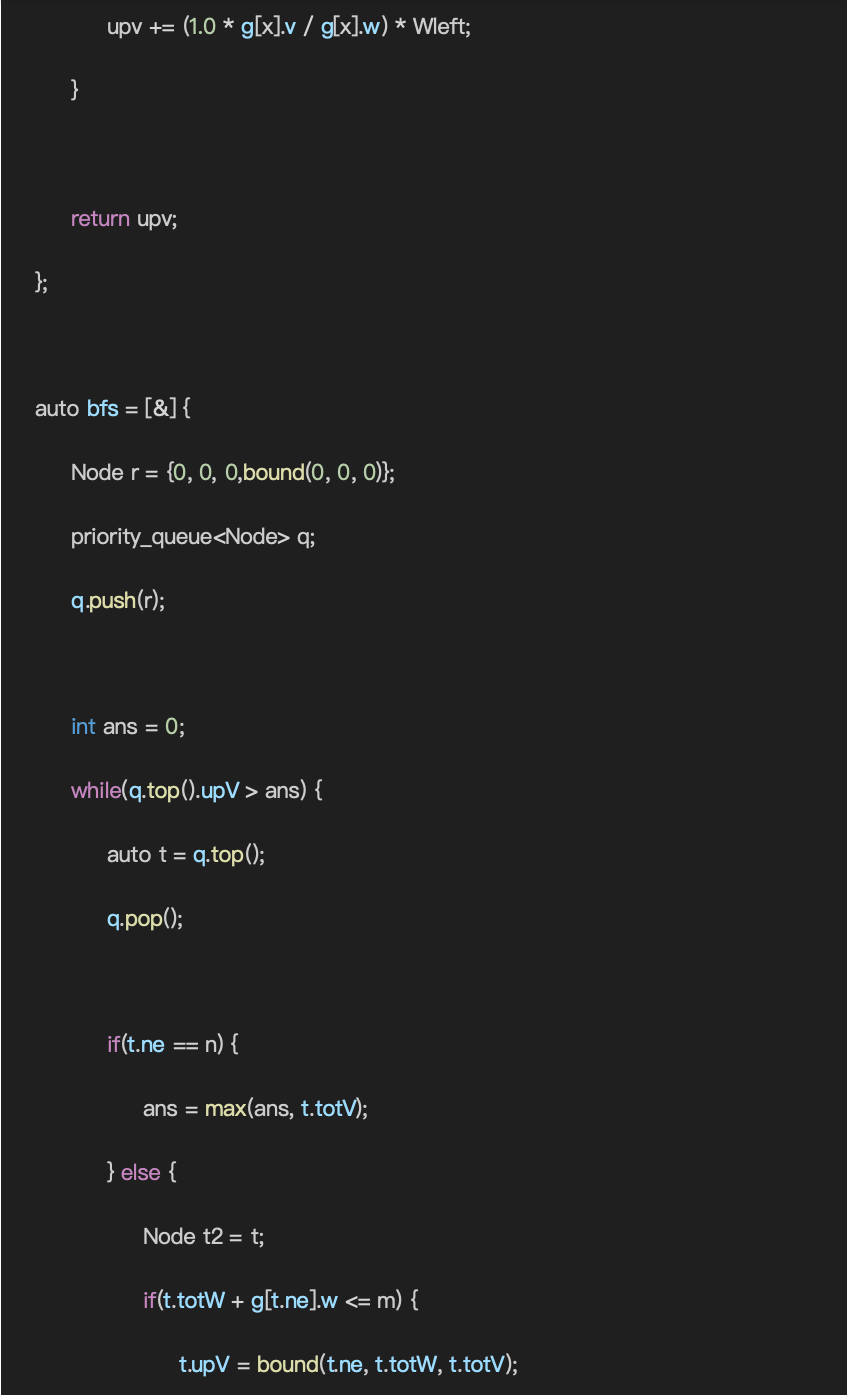 upv += (1.0 * g[x].v / g[x].w) * Wleft;
}
return upv;
};
auto bfs = [&] {
Node r = {0, 0, 0,bound(0, 0, 0)};
priority_queue<Node> q;
q.push(r);
int ans = 0;
while(q.top().upV > ans) {
auto t = q.top();
q.pop();
if(t.ne == n) {
ans = max(ans, t.totV);
} else {
Node t2 = t;
if(t.totW + g[t.ne].w <= m) {
t.upV = bound(t.ne, t.totW, t.totV);